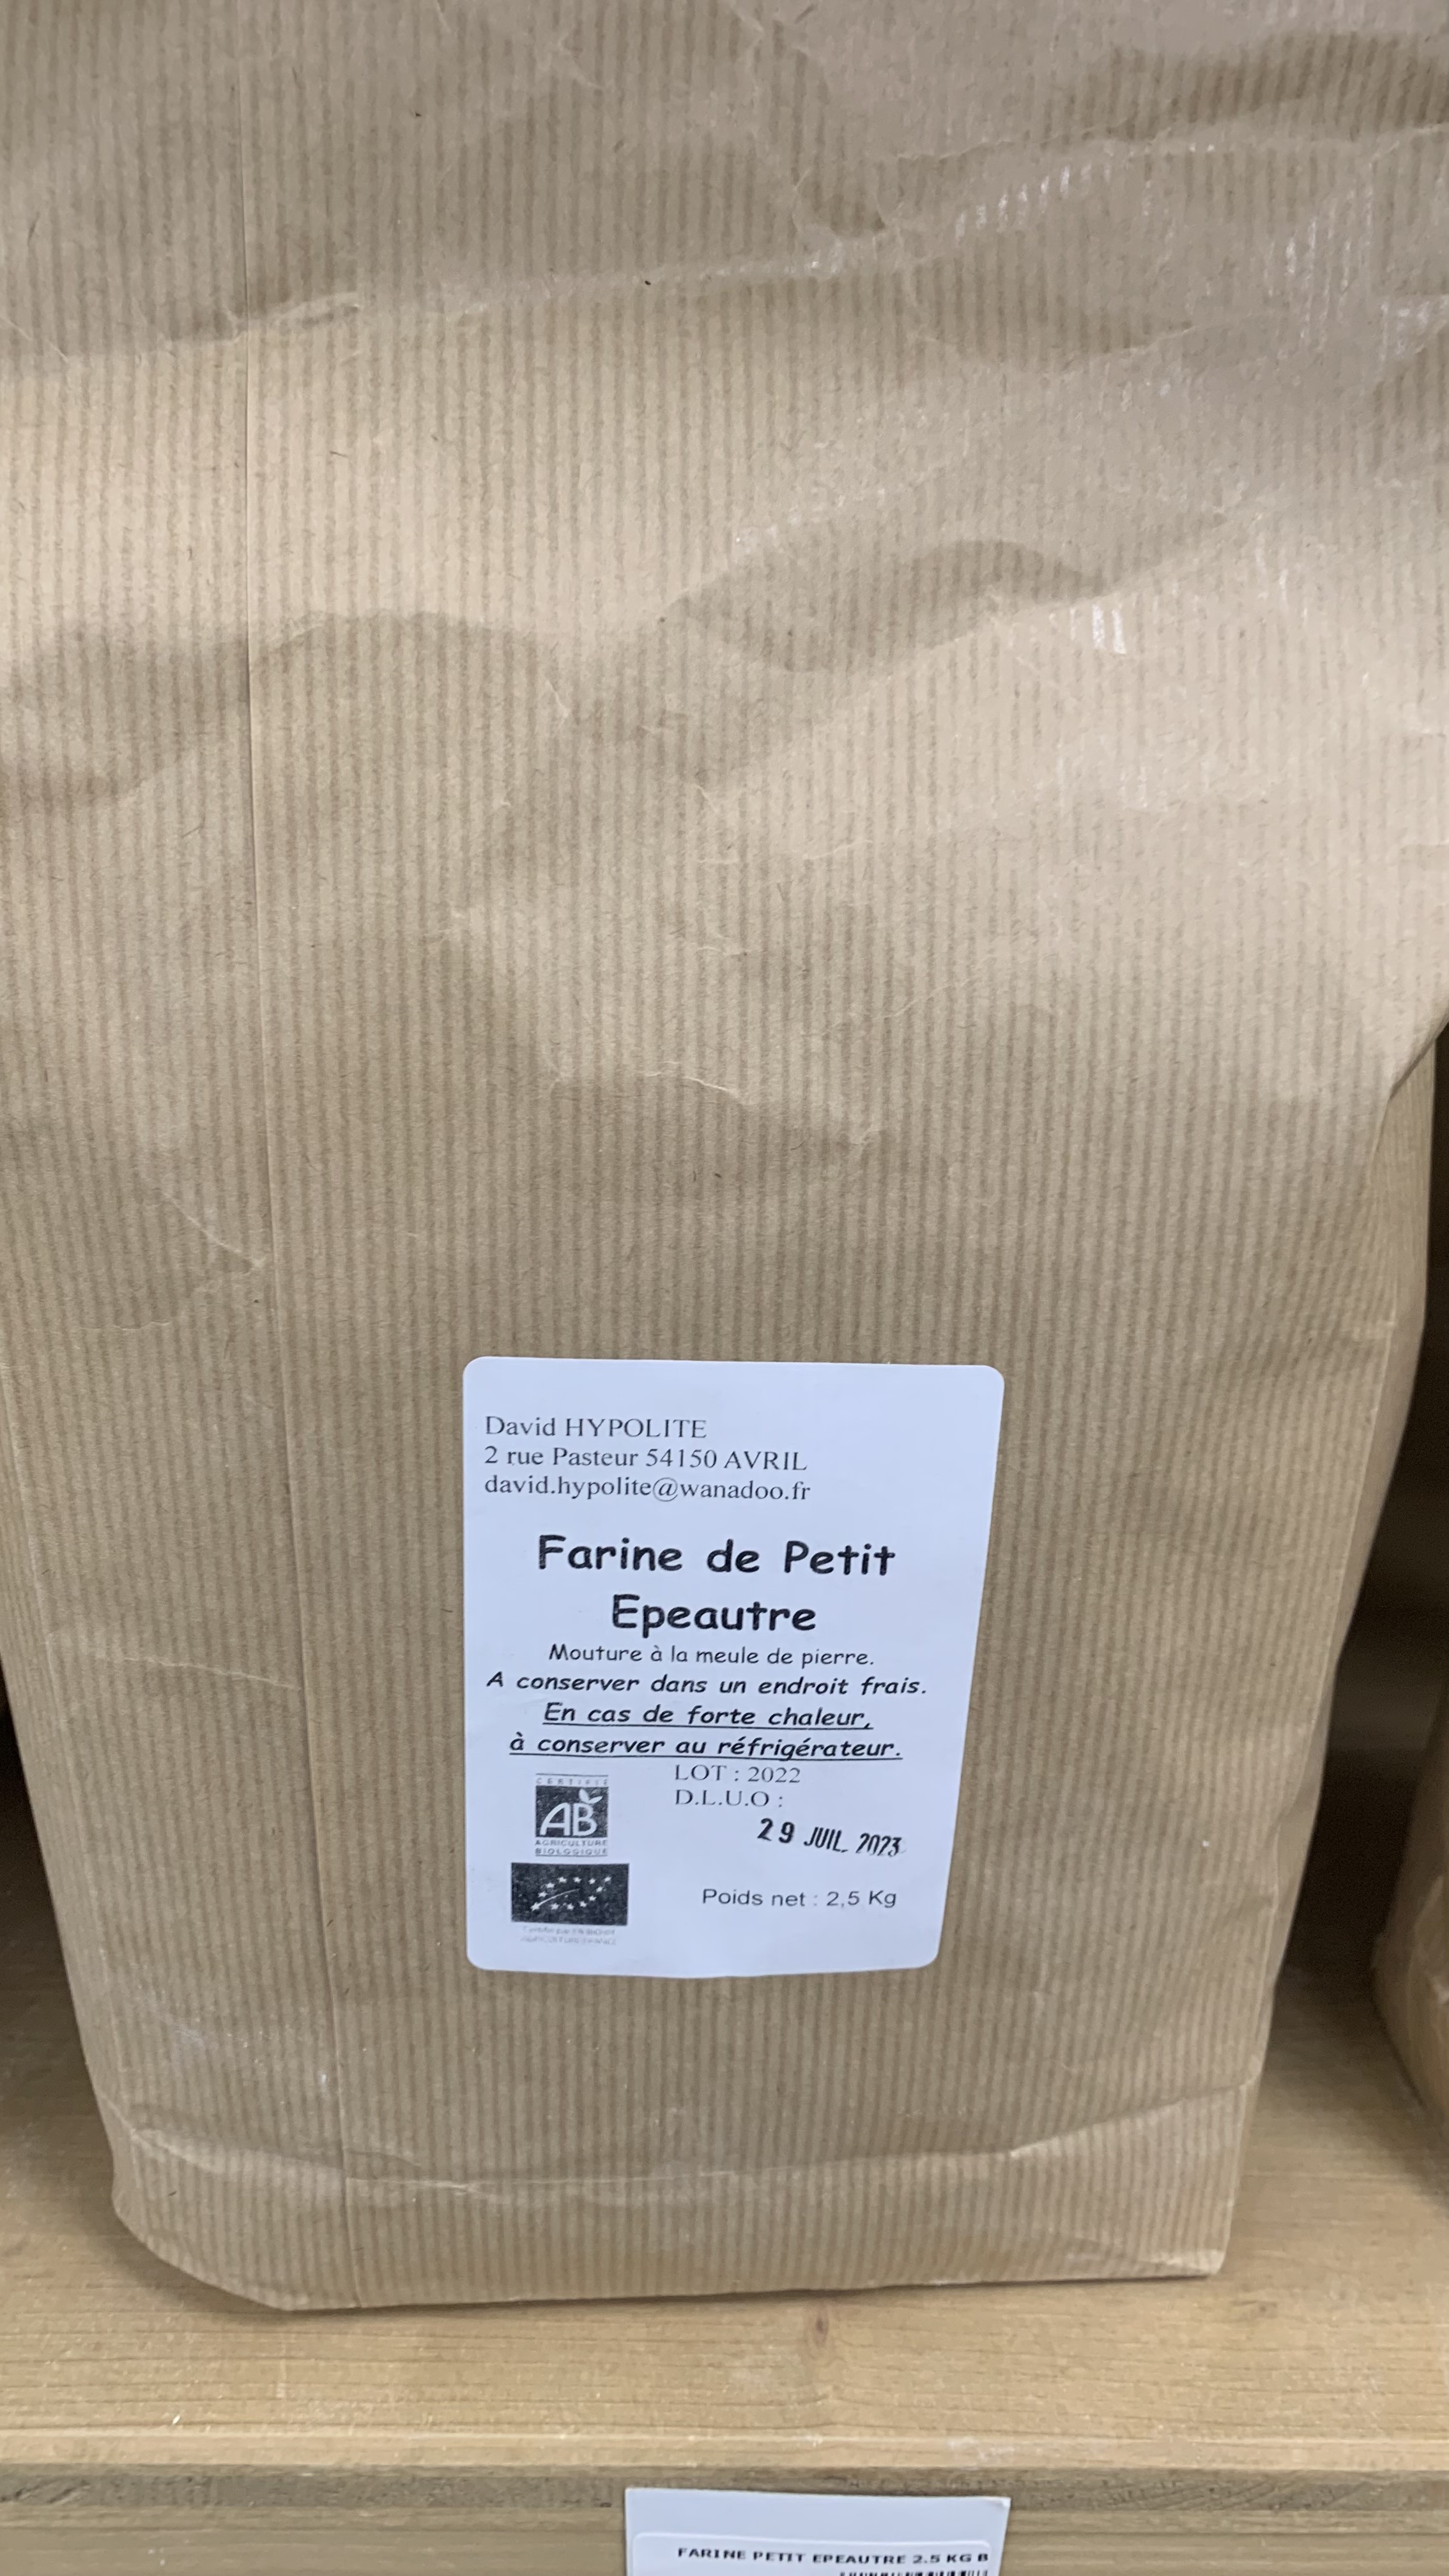 David HYPOLITE
2 rue Pasteur 54150 AVRIL
david.hypolite@wanadoo.fr
Farine de Petit
Epeautre
Mouture à la meule de pierre.
A conserver dans un endroit frais.
En cas de forte chaleur,
à conserver au réfrigérateur.
LOT : 2022
D.L.U.O :
29 JUIL. 2023
CERTIFIÉ
AB
AGRICULTURE
BIOLOGIQUE
Poids net : 2,5 Kg
FARINE PETIT EPEAUTRE 2.5 KG B